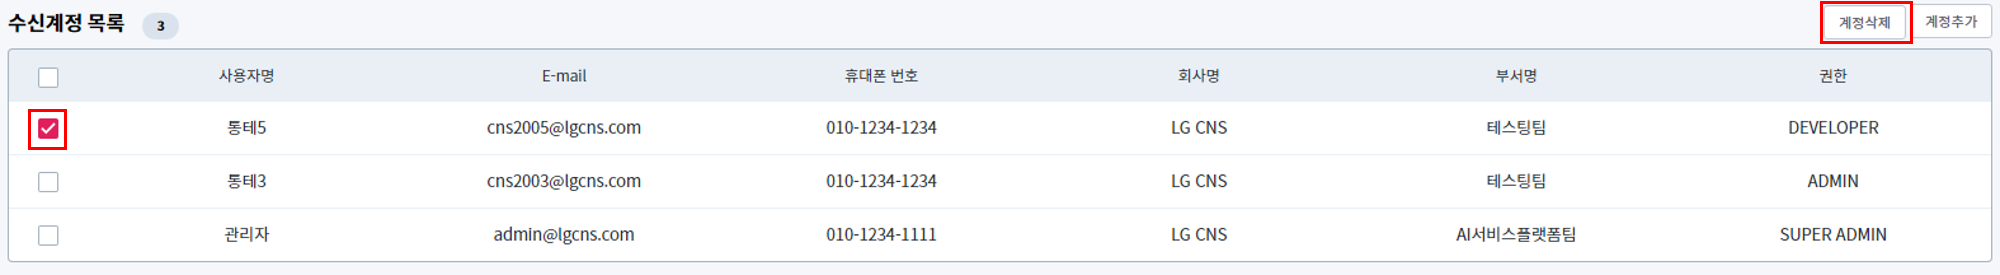 수신계정 목록 3 계정삭제 계정추가
사용자명 E-mail 휴대폰 번호 회사명 부서명 권한
통테5 cns2005@lgcns.com 010-1234-1234 LG CNS 테스팅팀 DEVELOPER
통테3 cns2003@lgcns.com 010-1234-1234 LG CNS 테스팅팀 ADMIN
관리자 admin@lgcns.com 010-1234-1111 LG CNS AI서비스플랫폼팀 SUPER ADMIN